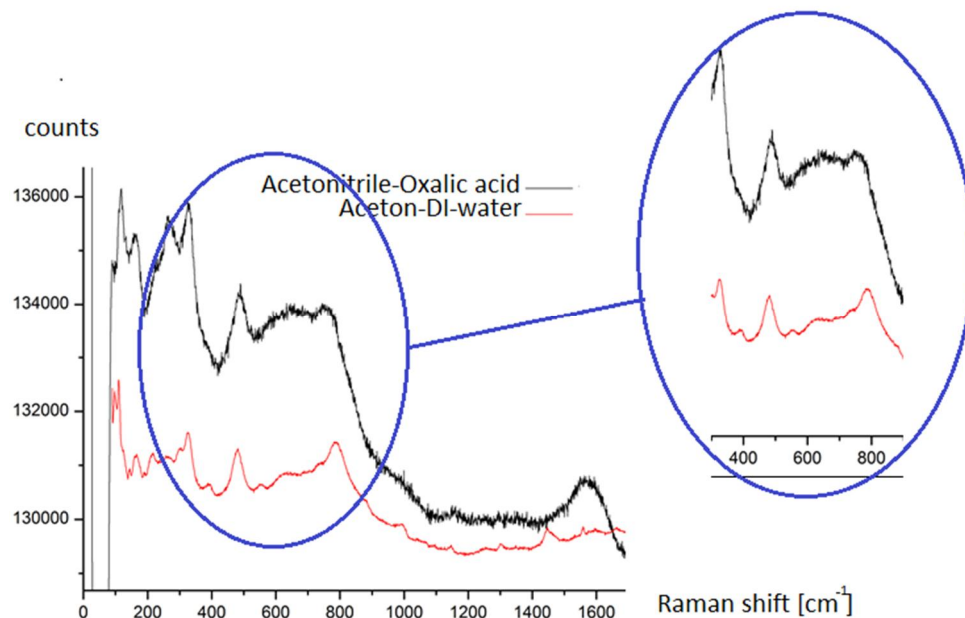 counts
Acetonitrile-Oxalic acid
Aceton-DI-water
136000
134000
132000
130000
0 200 400 600 800 1000 1200 1400 1600
Raman shift [cm-1]
400 600 800